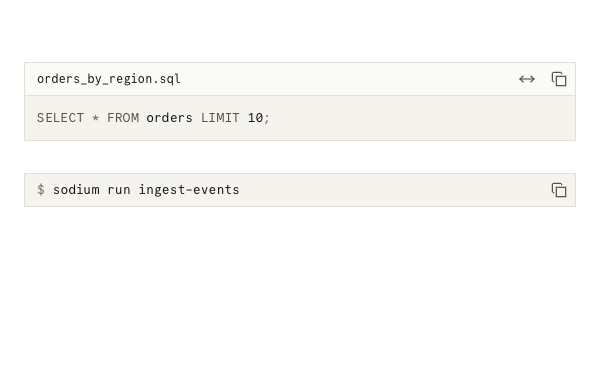 orders_by_region.sql
SELECT * FROM orders LIMIT 10;
$ sodium run ingest-events